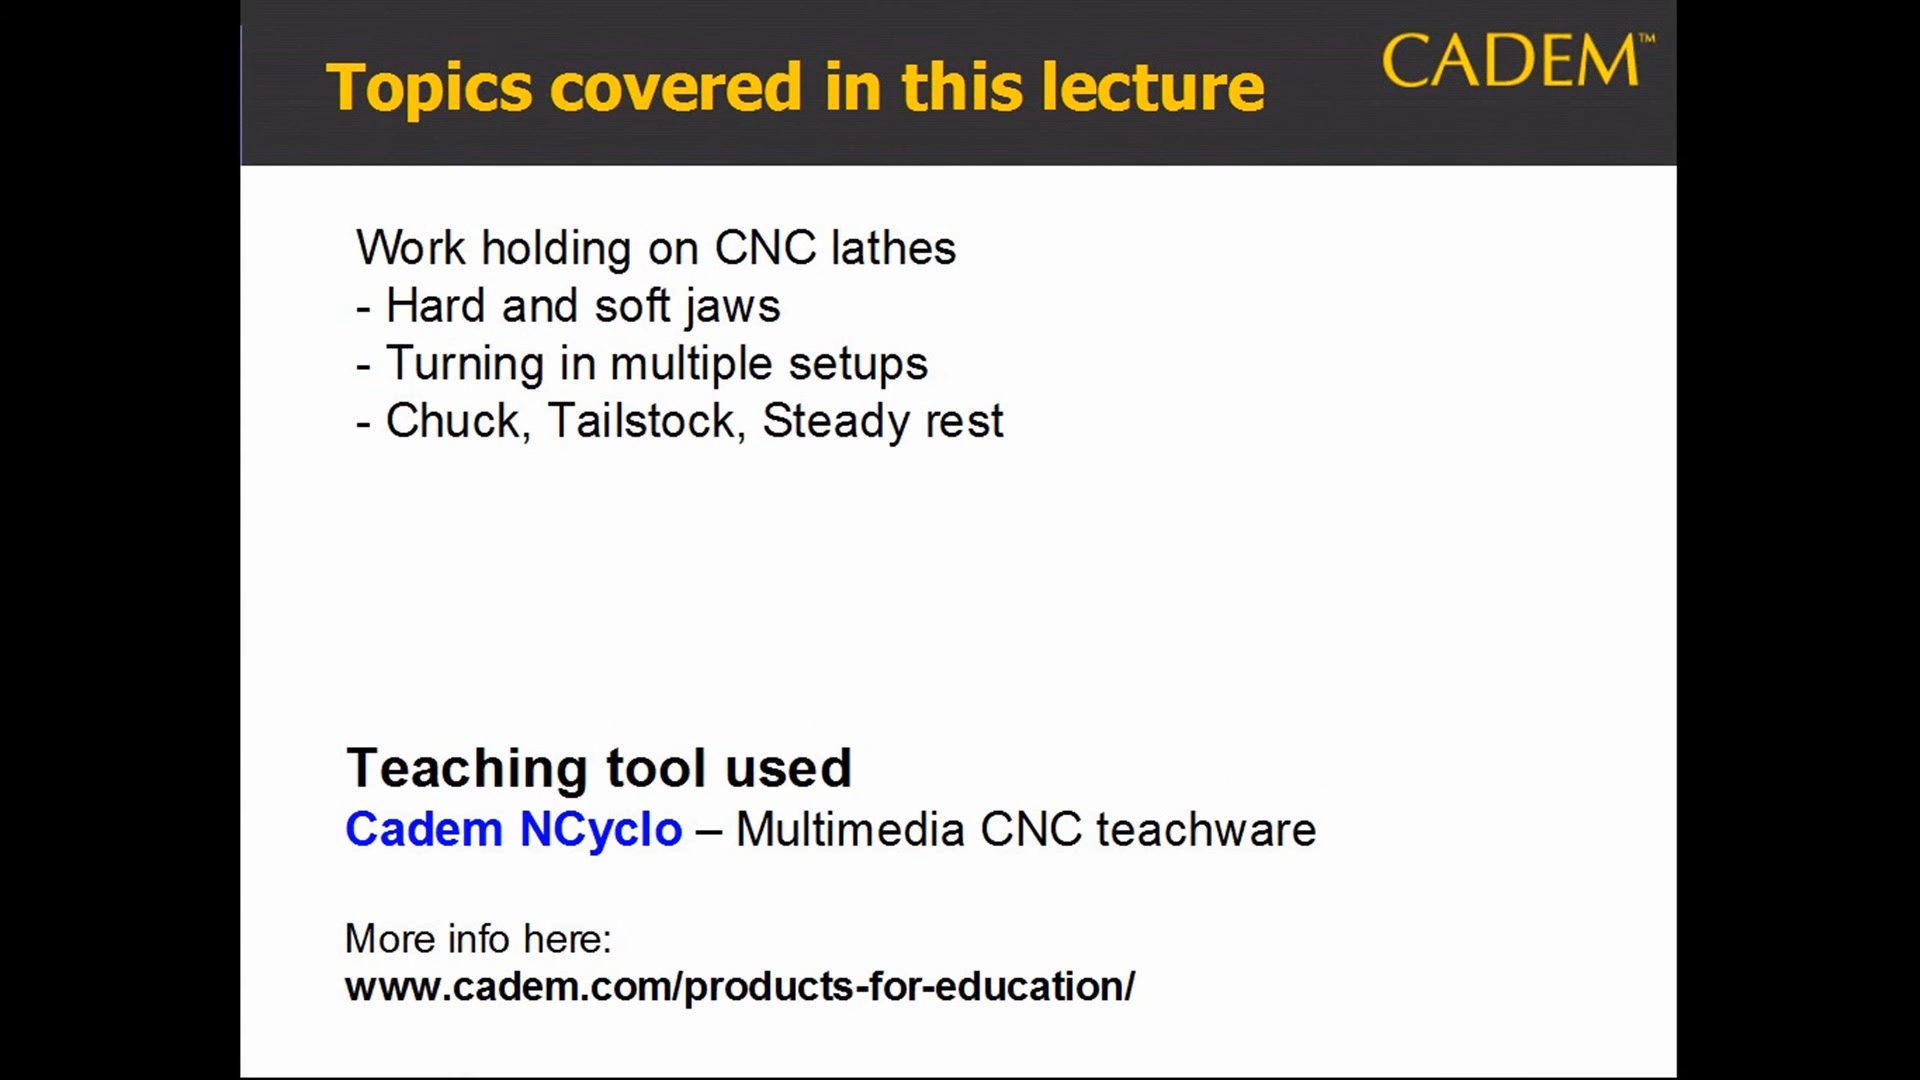 Topics covered in this lecture
CADEM™
Work holding on CNC lathes
- Hard and soft jaws
- Turning in multiple setups
- Chuck, Tailstock, Steady rest
Teaching tool used
Cadem NCyclo – Multimedia CNC teachware
More info here:
www.cadem.com/products-for-education/